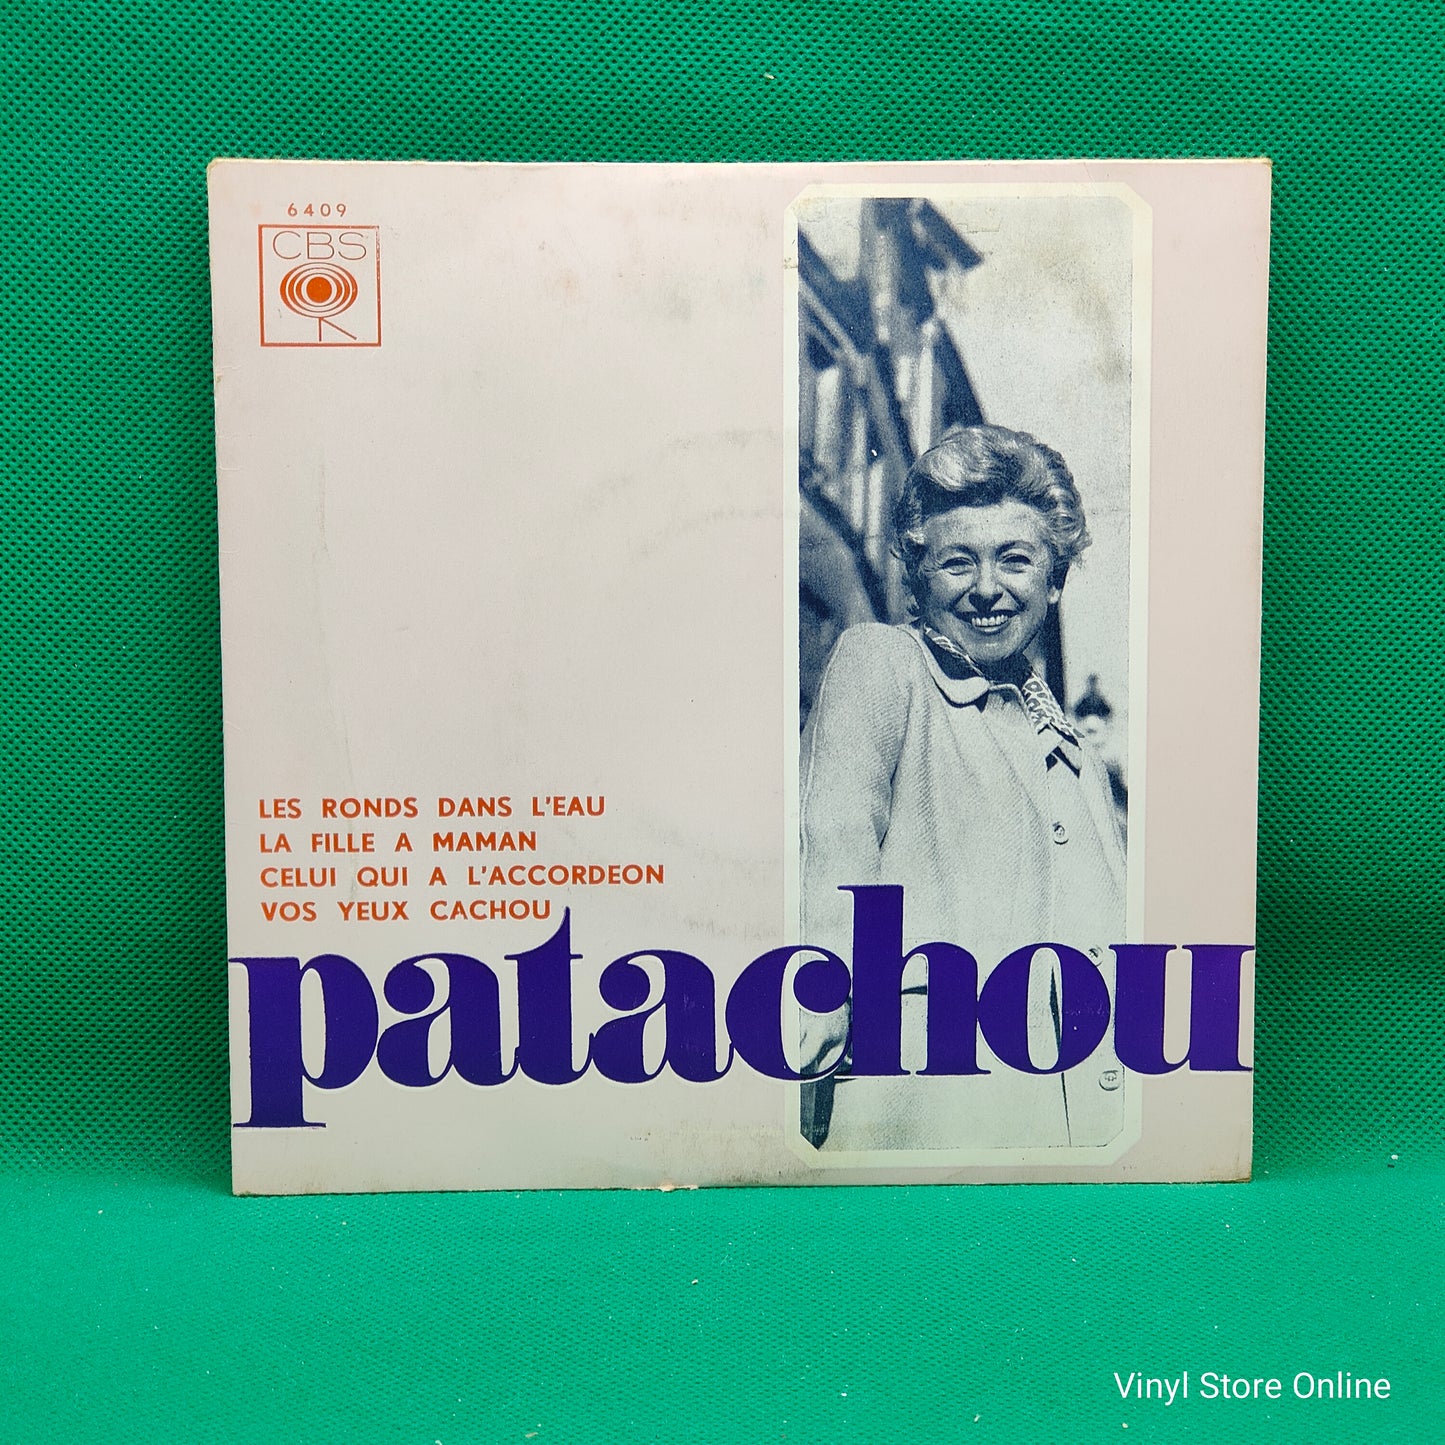 6409
CBS
LES RONDS DANS L'EAU
LA FILLE A MAMAN
CELUI QUI A L'ACCORDEON
VOS YEUX CACHOU
patachou
Vinyl Store Online